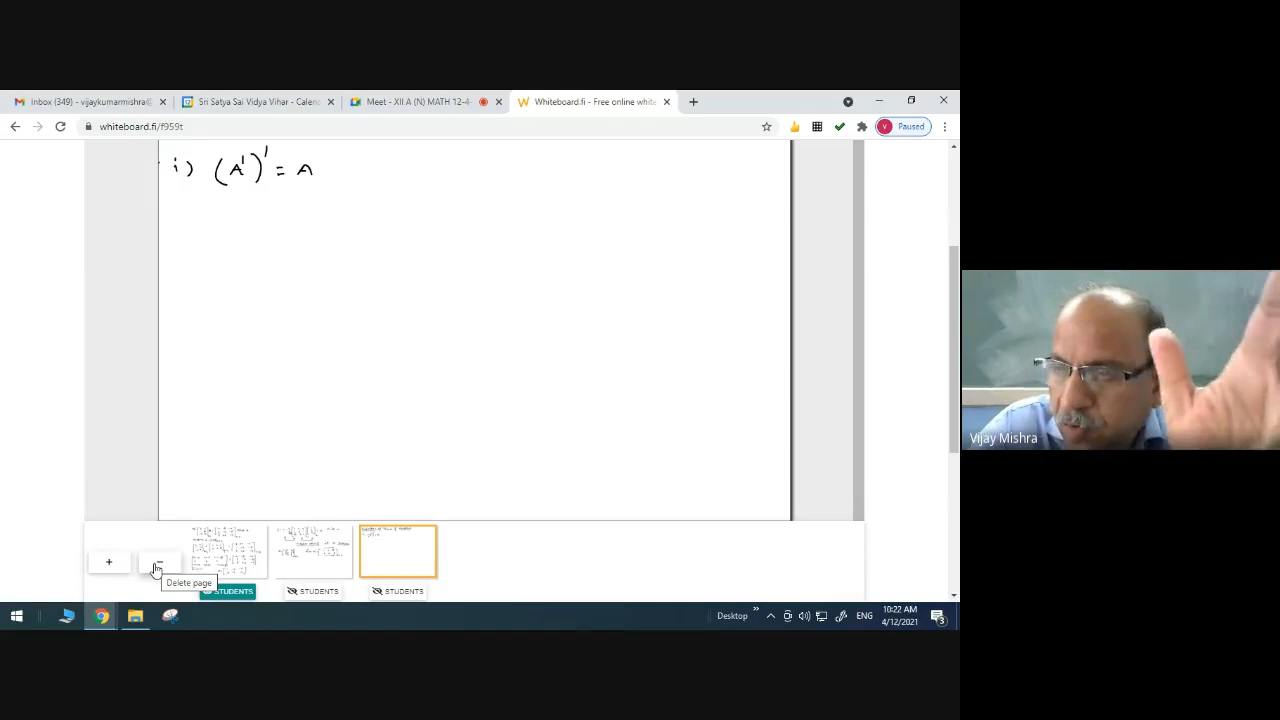 Inbox (349) - vijaykumarmishra@
Sri Satya Sai Vidya Vihar - Calen
Meet - XII A (N) MATH 12-4-
Whiteboard.fi - Free online white
whiteboard.fi/f959t
V Paused
i) (A')' = A
Vijay Mishra
+
-
Delete page
STUDENTS
STUDENTS
STUDENTS
Desktop
ENG
10:22 AM
4/12/2021
3